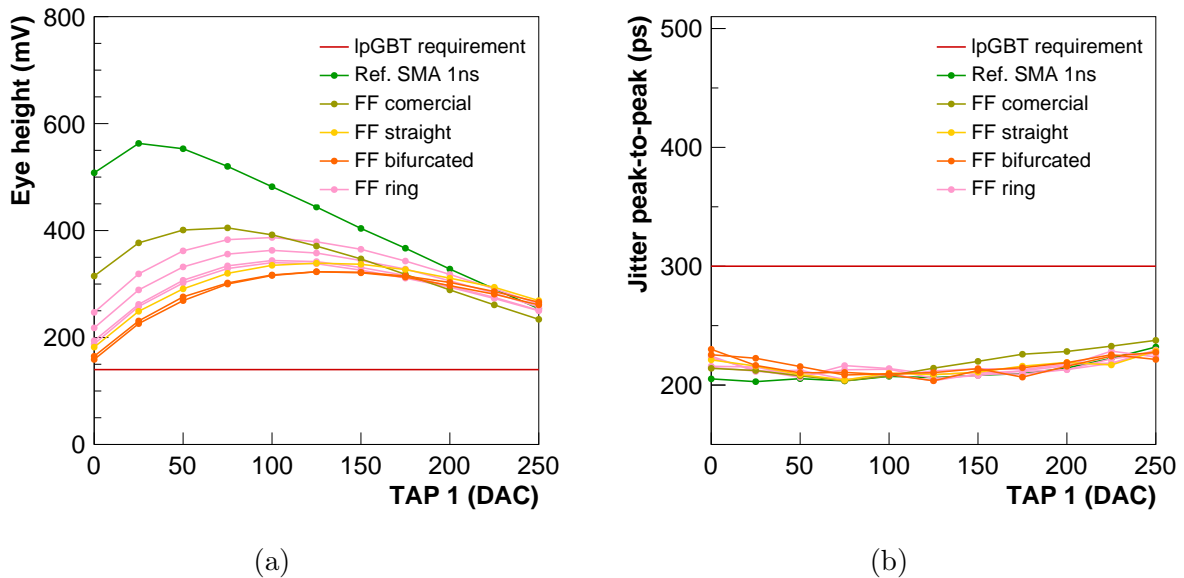 800
600
400
200
0
0 50 100 150 200 250
Eye height (mV)
TAP 1 (DAC)
lpGBT requirement
Ref. SMA 1ns
FF comercial
FF straight
FF bifurcated
FF ring
(a)
500
400
300
200
0 50 100 150 200 250
Jitter peak-to-peak (ps)
TAP 1 (DAC)
lpGBT requirement
Ref. SMA 1ns
FF comercial
FF straight
FF bifurcated
FF ring
(b)